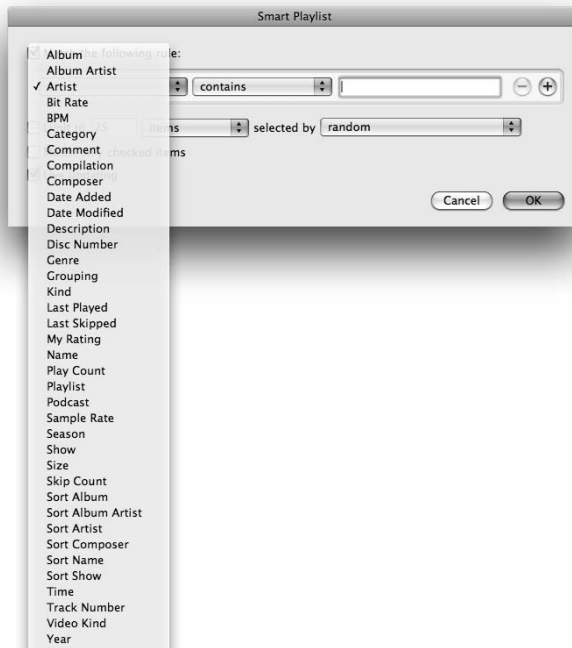 Smart Playlist
the following rule:
Album
Album Artist
✓ Artist
contains
Bit Rate
BPM
25
items
selected by
random
Category
Comment
checked items
Compilation
Composer
Date Added
Cancel
OK
Date Modified
Description
Disc Number
Genre
Grouping
Kind
Last Played
Last Skipped
My Rating
Name
Play Count
Playlist
Podcast
Sample Rate
Season
Show
Size
Skip Count
Sort Album
Sort Album Artist
Sort Artist
Sort Composer
Sort Name
Sort Show
Time
Track Number
Video Kind
Year